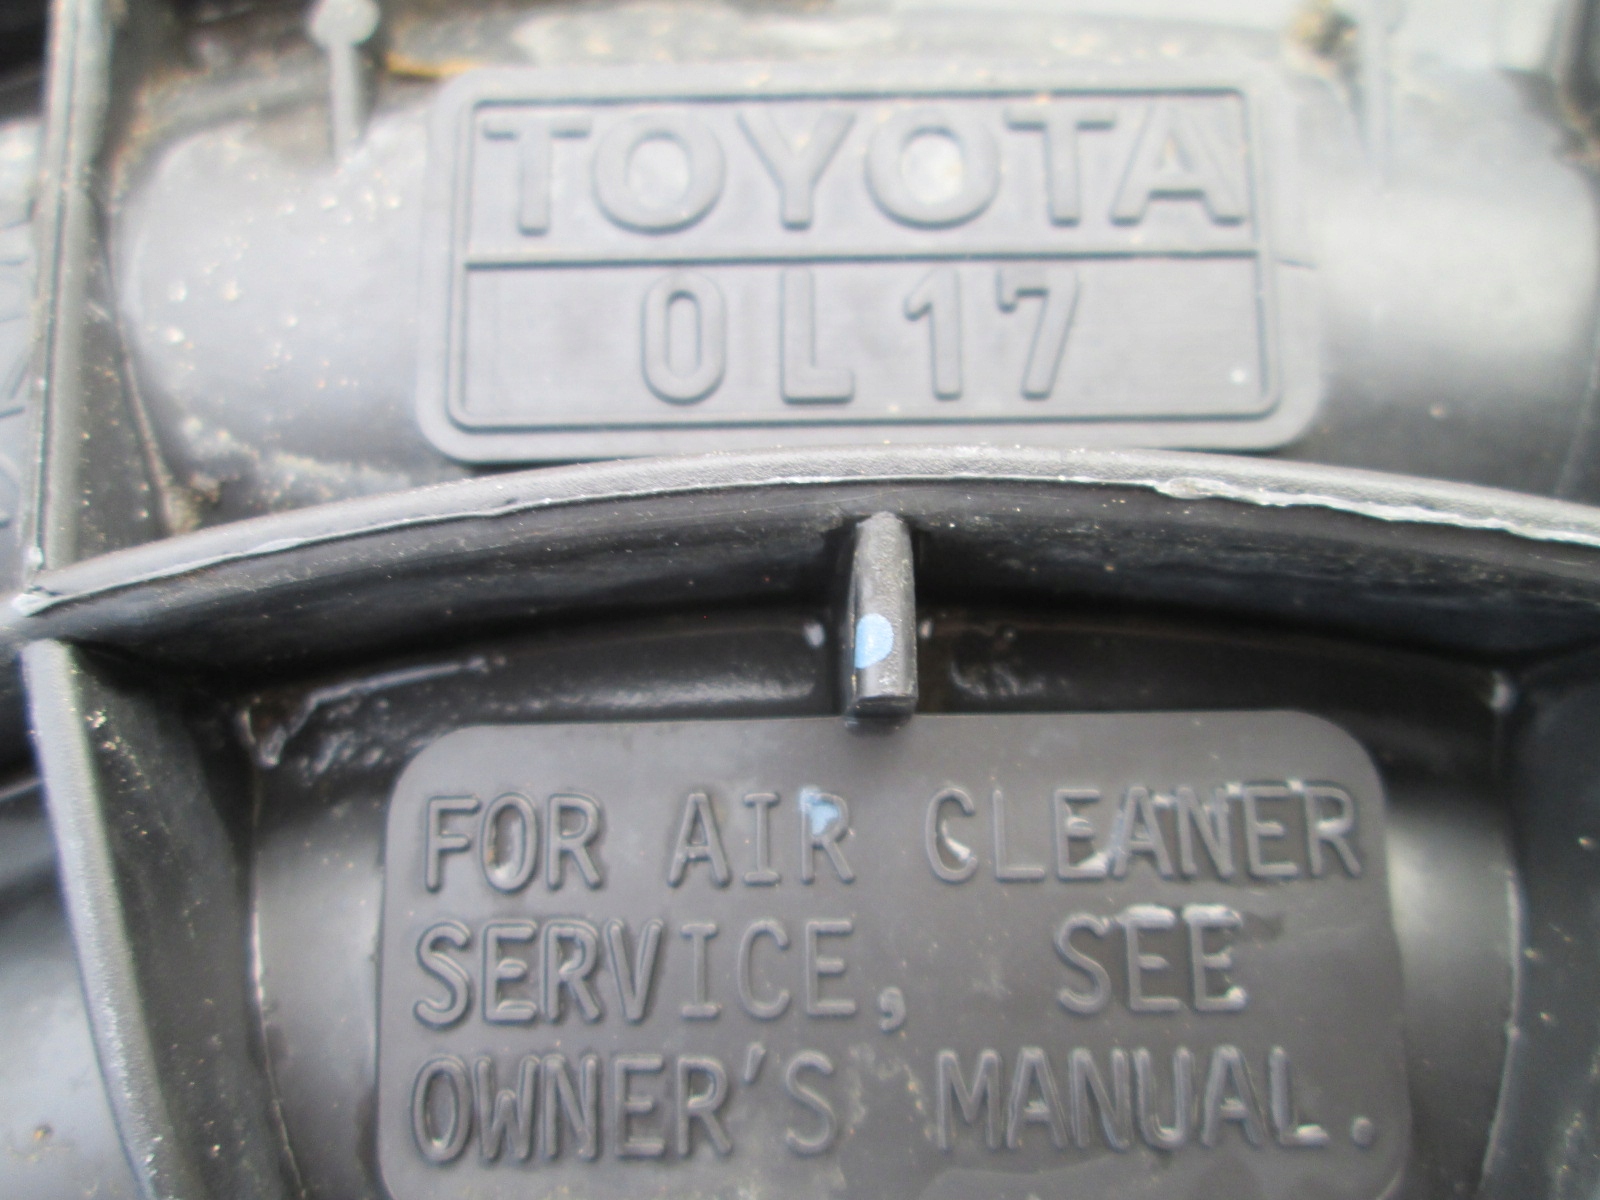 TOYOTA
0L17
FOR AIR CLEANER
SERVICE, SEE
OWNER'S MANUAL.